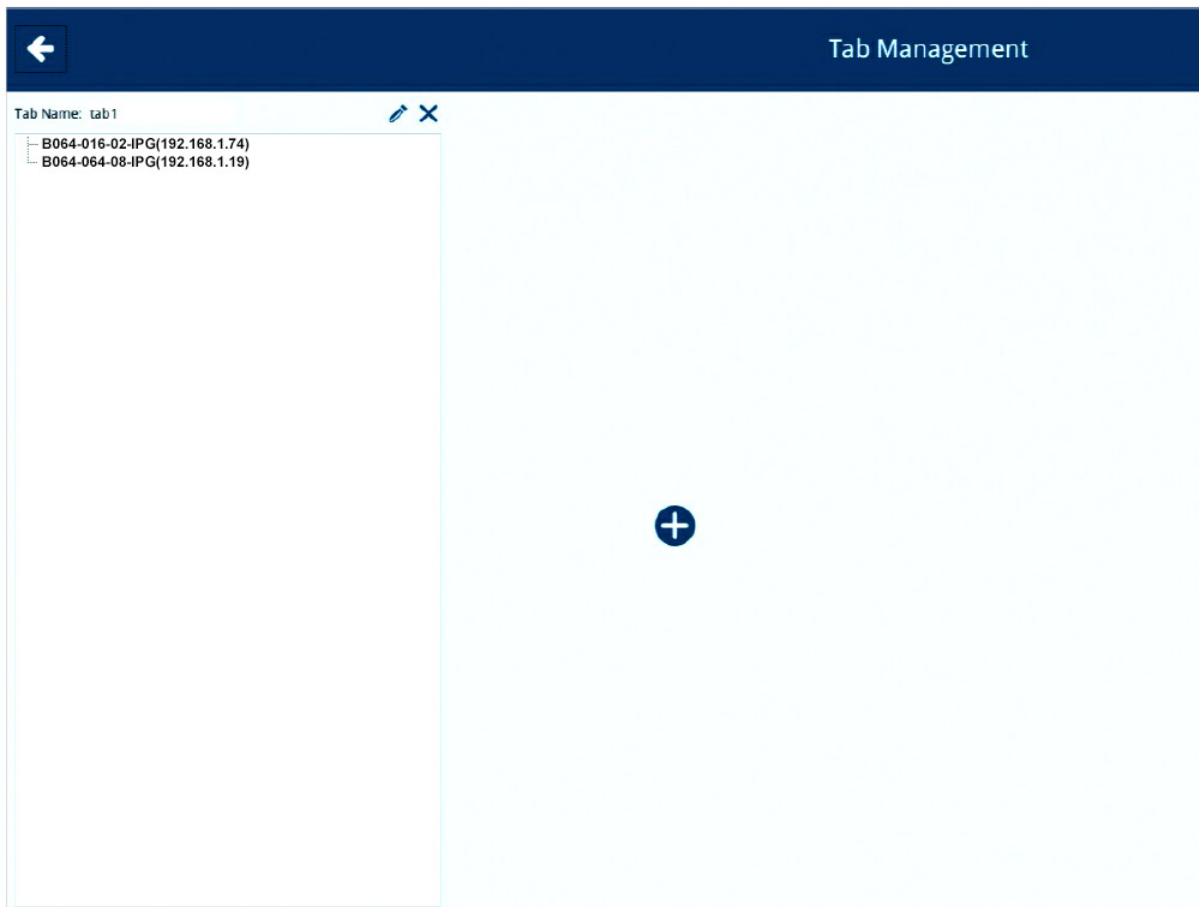 Tab Management
Tab Name: tab1
B064-016-02-IPG(192.168.1.74)
B064-064-08-IPG(192.168.1.19)